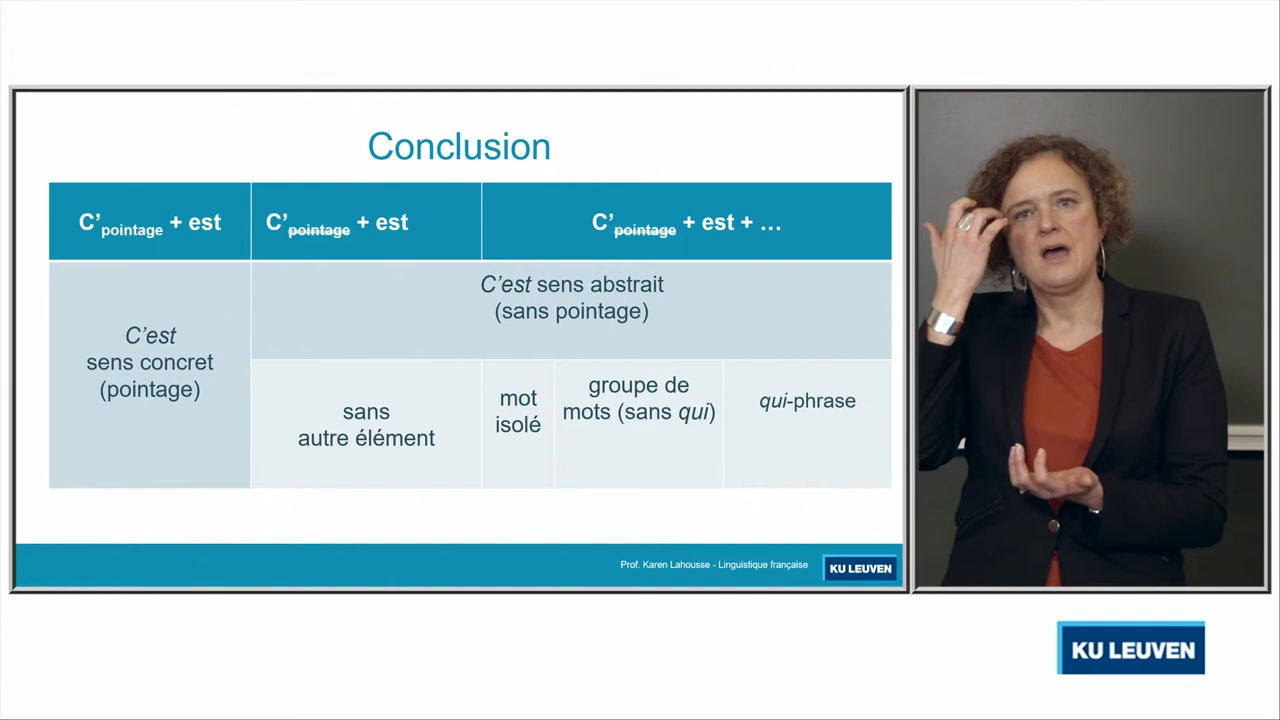 Conclusion
C’pointage + est
C’pointage + est
C’pointage + est + …
C’est
sens concret
(pointage)
C’est sens abstrait
(sans pointage)
sans
autre élément
mot
isolé
groupe de
mots (sans qui)
qui-phrase
Prof. Karen Lahousse - Linguistique française
KU LEUVEN
KU LEUVEN